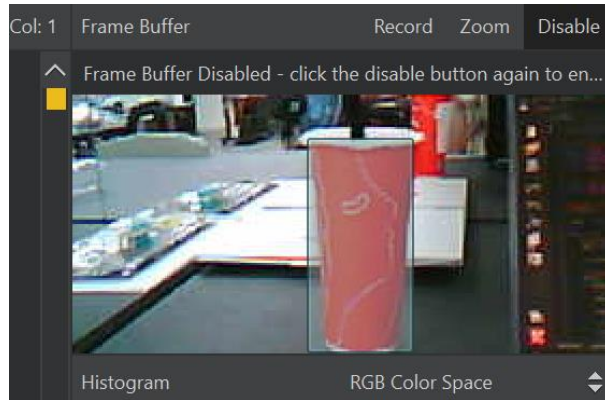 Col: 1 Frame Buffer Record Zoom Disable
Frame Buffer Disabled - click the disable button again to en...
Histogram RGB Color Space